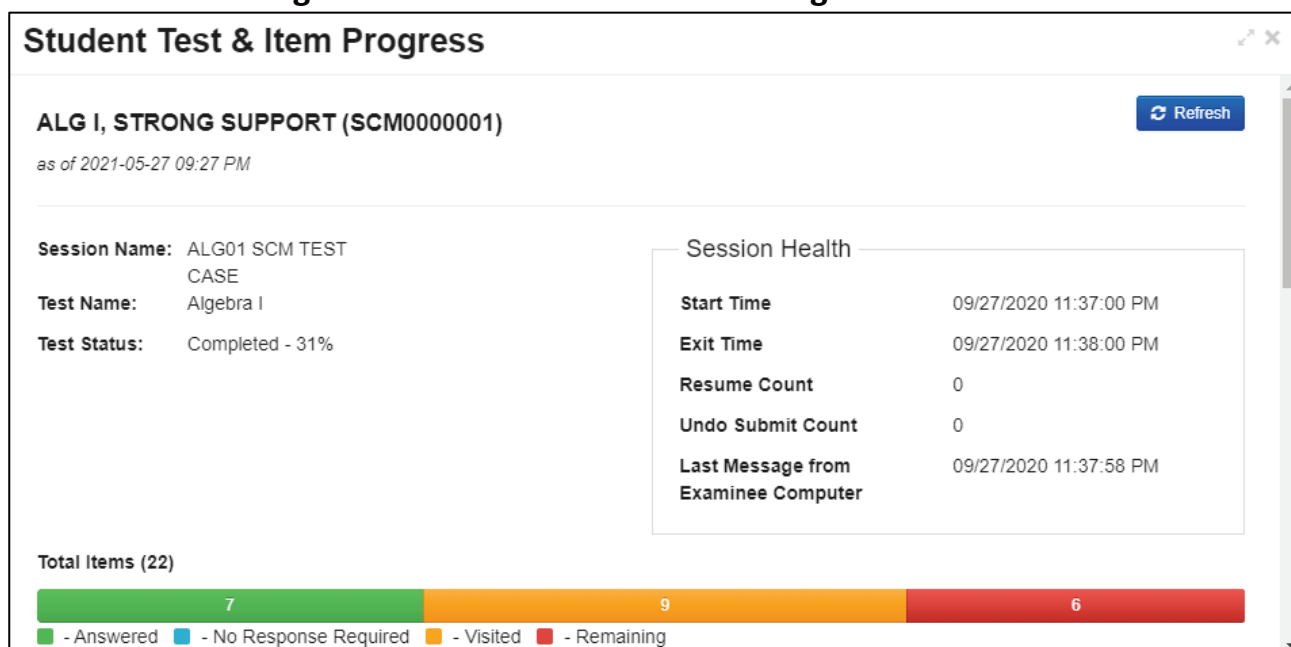 Student Test & Item Progress
ALG I, STRONG SUPPORT (SCM0000001)
Refresh
as of 2021-05-27 09:27 PM
Session Name: ALG01 SCM TEST
CASE
Test Name: Algebra I
Test Status: Completed - 31%
Session Health
Start Time 09/27/2020 11:37:00 PM
Exit Time 09/27/2020 11:38:00 PM
Resume Count 0
Undo Submit Count 0
Last Message from 09/27/2020 11:37:58 PM
Examinee Computer
Total Items (22)
7 9 6
- Answered - No Response Required - Visited - Remaining